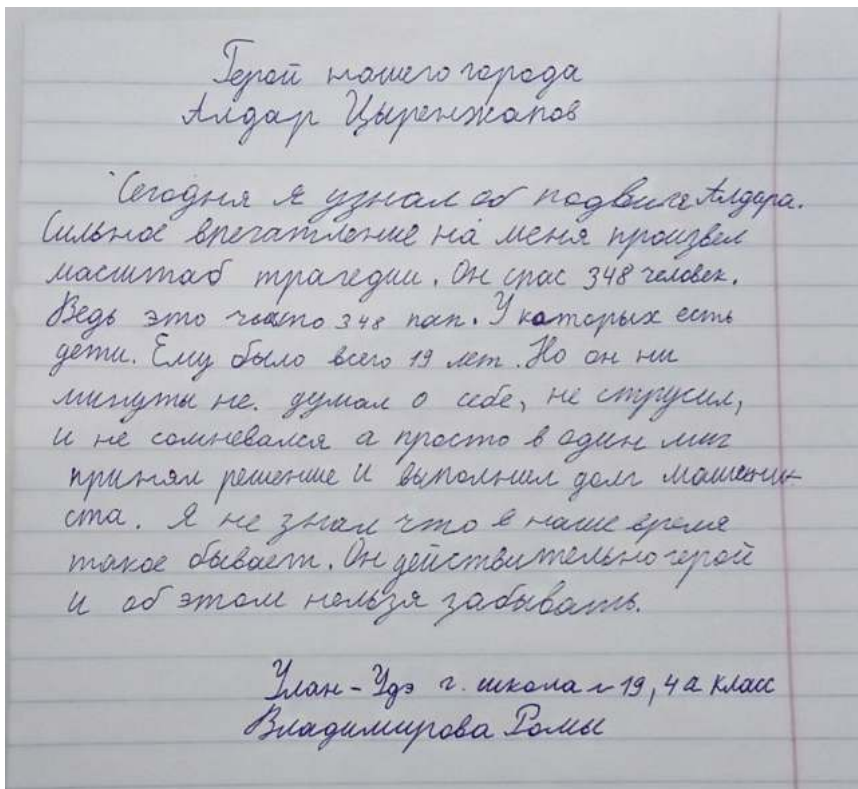 Герой нашего города
Алдар Цыренжапов
Сегодня я узнал об подвиге Алдара.
Сильное впечатление на меня произвел
масштаб трагедии. Он спас 348 человек.
Ведь это чьито 348 пап. У которых есть
дети. Ему было всего 19 лет. Но он ни
минуты не. думал о себе, не струсил,
и не сомневался а просто в один миг
принял решение и выполнил долг машини-
ста. Я не знал что в наше время
такое бывает. Он действительно герой
и об этом нельзя забывать.
Улан-Удэ г. школа № 19, 4а класс
Владимирова Ромы